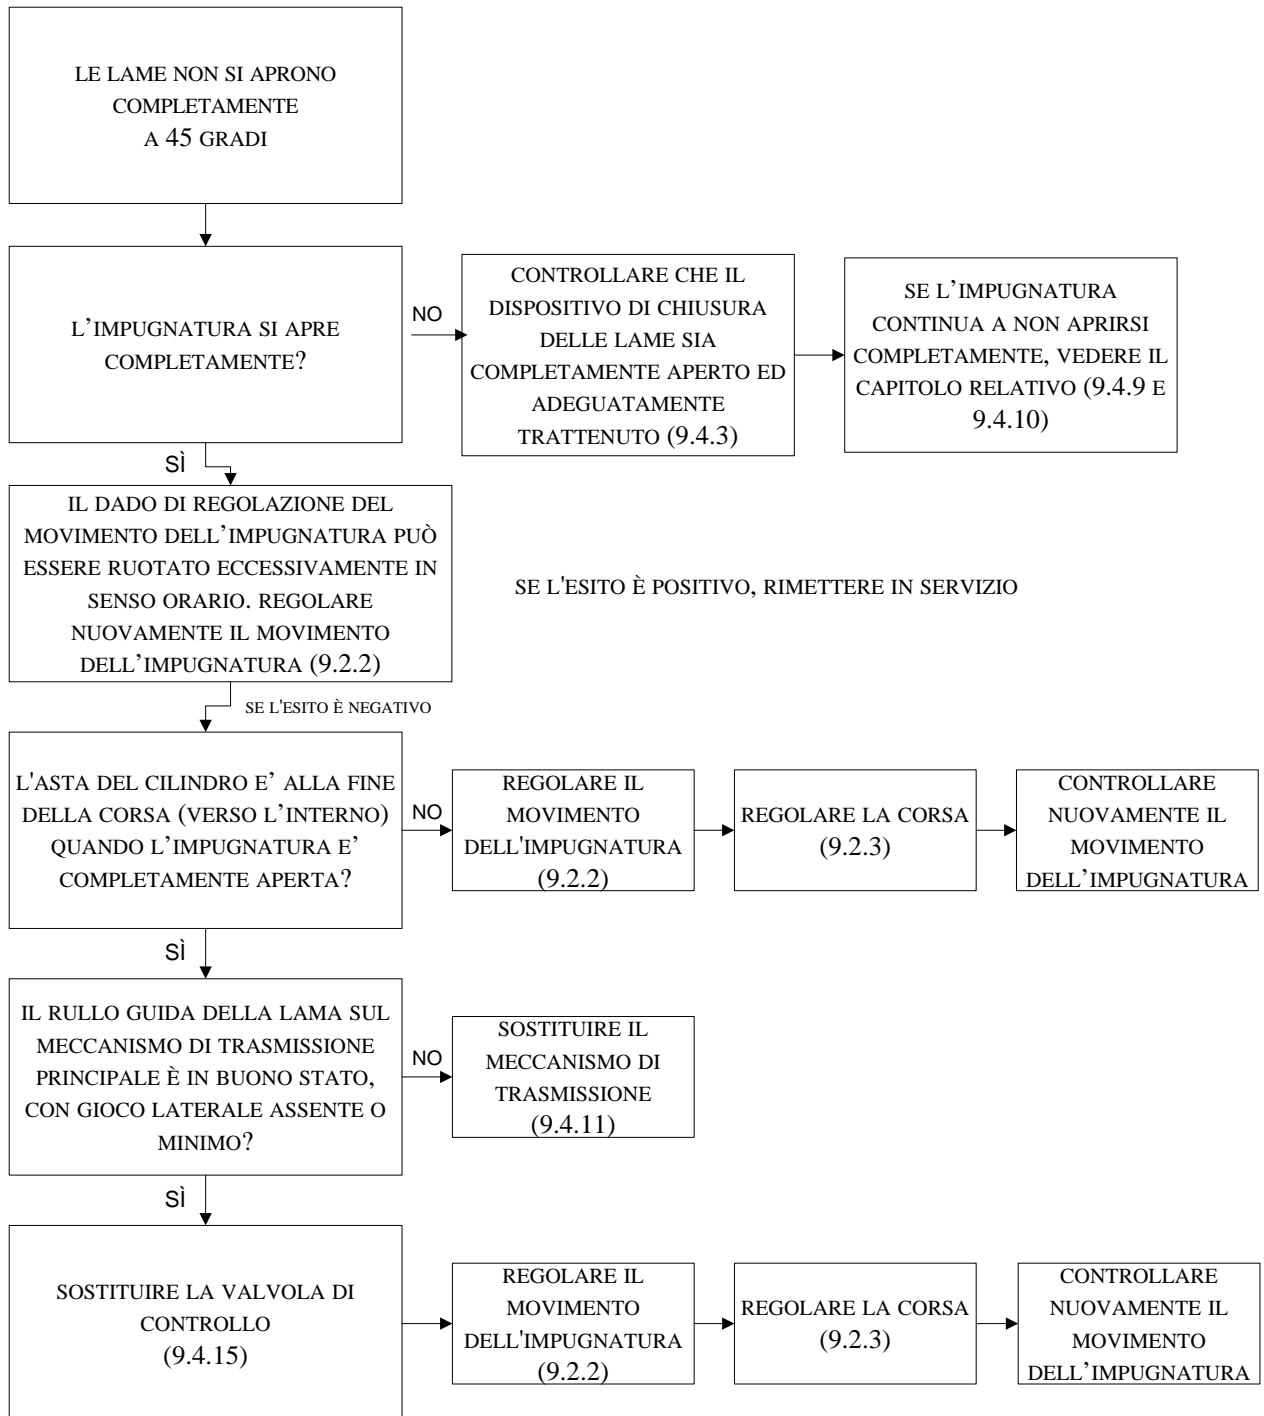 LE LAME NON SI APRONO
COMPLETAMENTE
A 45 GRADI
L’IMPUGNATURA SI APRE
COMPLETAMENTE?
NO
CONTROLLARE CHE IL
DISPOSITIVO DI CHIUSURA
DELLE LAME SIA
COMPLETAMENTE APERTO ED
ADEGUATAMENTE
TRATTENUTO (9.4.3)
SE L’IMPUGNATURA
CONTINUA A NON APRIRSI
COMPLETAMENTE, VEDERE IL
CAPITOLO RELATIVO (9.4.9 E
9.4.10)
SÌ
IL DADO DI REGOLAZIONE DEL
MOVIMENTO DELL’IMPUGNATURA PUÒ
ESSERE RUOTATO ECCESSIVAMENTE IN
SENSO ORARIO. REGOLARE
NUOVAMENTE IL MOVIMENTO
DELL’IMPUGNATURA (9.2.2)
SE L'ESITO È POSITIVO, RIMETTERE IN SERVIZIO
SE L'ESITO È NEGATIVO
L'ASTA DEL CILINDRO E’ ALLA FINE
DELLA CORSA (VERSO L’INTERNO)
QUANDO L’IMPUGNATURA E’
COMPLETAMENTE APERTA?
NO
REGOLARE IL
MOVIMENTO
DELL'IMPUGNATURA
(9.2.2)
REGOLARE LA CORSA
(9.2.3)
CONTROLLARE
NUOVAMENTE IL
MOVIMENTO
DELL’IMPUGNATURA
SÌ
IL RULLO GUIDA DELLA LAMA SUL
MECCANISMO DI TRASMISSIONE
PRINCIPALE È IN BUONO STATO,
CON GIOCO LATERALE ASSENTE O
MINIMO?
NO
SOSTITUIRE IL
MECCANISMO DI
TRASMISSIONE
(9.4.11)
SÌ
SOSTITUIRE LA VALVOLA DI
CONTROLLO
(9.4.15)
REGOLARE IL
MOVIMENTO
DELL'IMPUGNATURA
(9.2.2)
REGOLARE LA CORSA
(9.2.3)
CONTROLLARE
NUOVAMENTE IL
MOVIMENTO
DELL’IMPUGNATURA